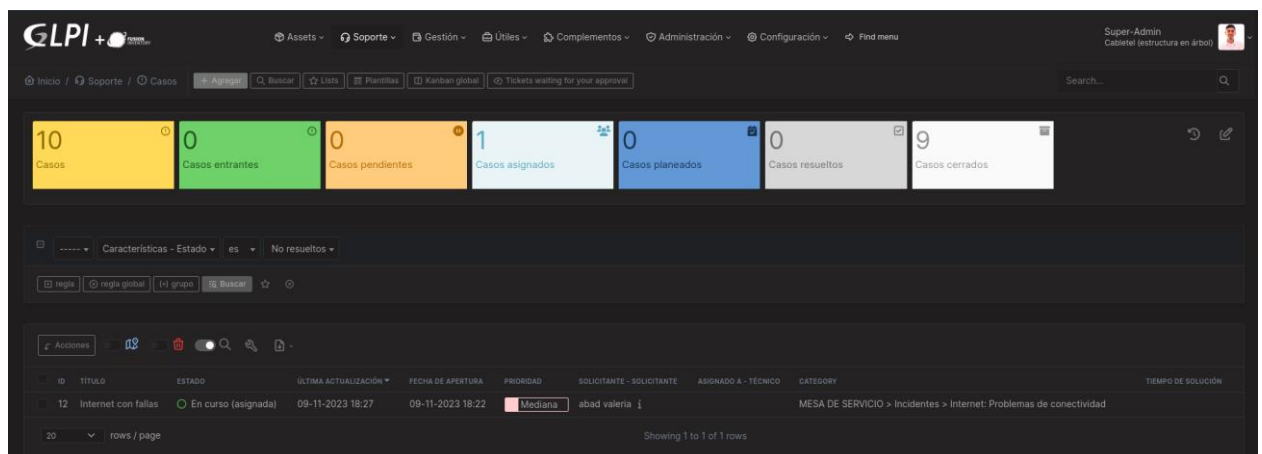 GLPI + FUSION INVENTORY Assets Soporte Gestión Útiles Complementos Administración Configuración Find menu Super-Admin
Cabletel (estructura en árbol)
Inicio / Soporte / Casos + Agregar Buscar Lists Plantillas Kanban global Tickets waiting for your approval Search...
10 0 0 1 0 0 9
Casos Casos entrantes Casos pendientes Casos asignados Casos planeados Casos resueltos Casos cerrados
----- Características - Estado es No resueltos
regla regla global (+) grupo Buscar
Acciones
ID TÍTULO ESTADO ÚLTIMA ACTUALIZACIÓN FECHA DE APERTURA PRIORIDAD SOLICITANTE - SOLICITANTE ASIGNADO A - TÉCNICO CATEGORY TIEMPO DE SOLUCIÓN
12 Internet con fallas En curso (asignada) 09-11-2023 18:27 09-11-2023 18:22 Mediana abad valeria i MESA DE SERVICIO > Incidentes > Internet: Problemas de conectividad
20 rows / page Showing 1 to 1 of 1 rows